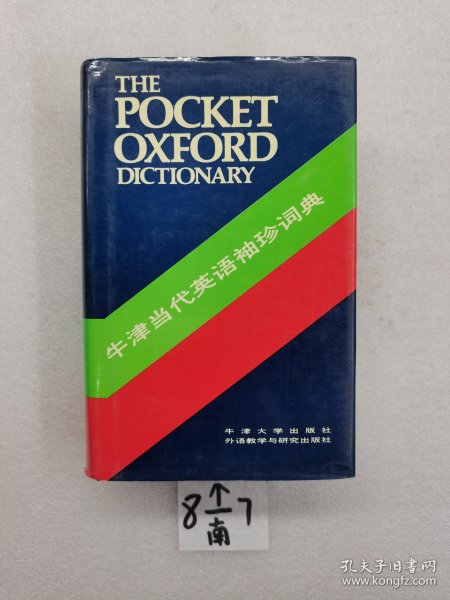 THE
POCKET
OXFORD
DICTIONARY
牛津当代英语袖珍词典
牛津大学出版社
外语教学与研究出版社
8 ↑ 7
南
孔夫子旧书网
www.kongfz.com